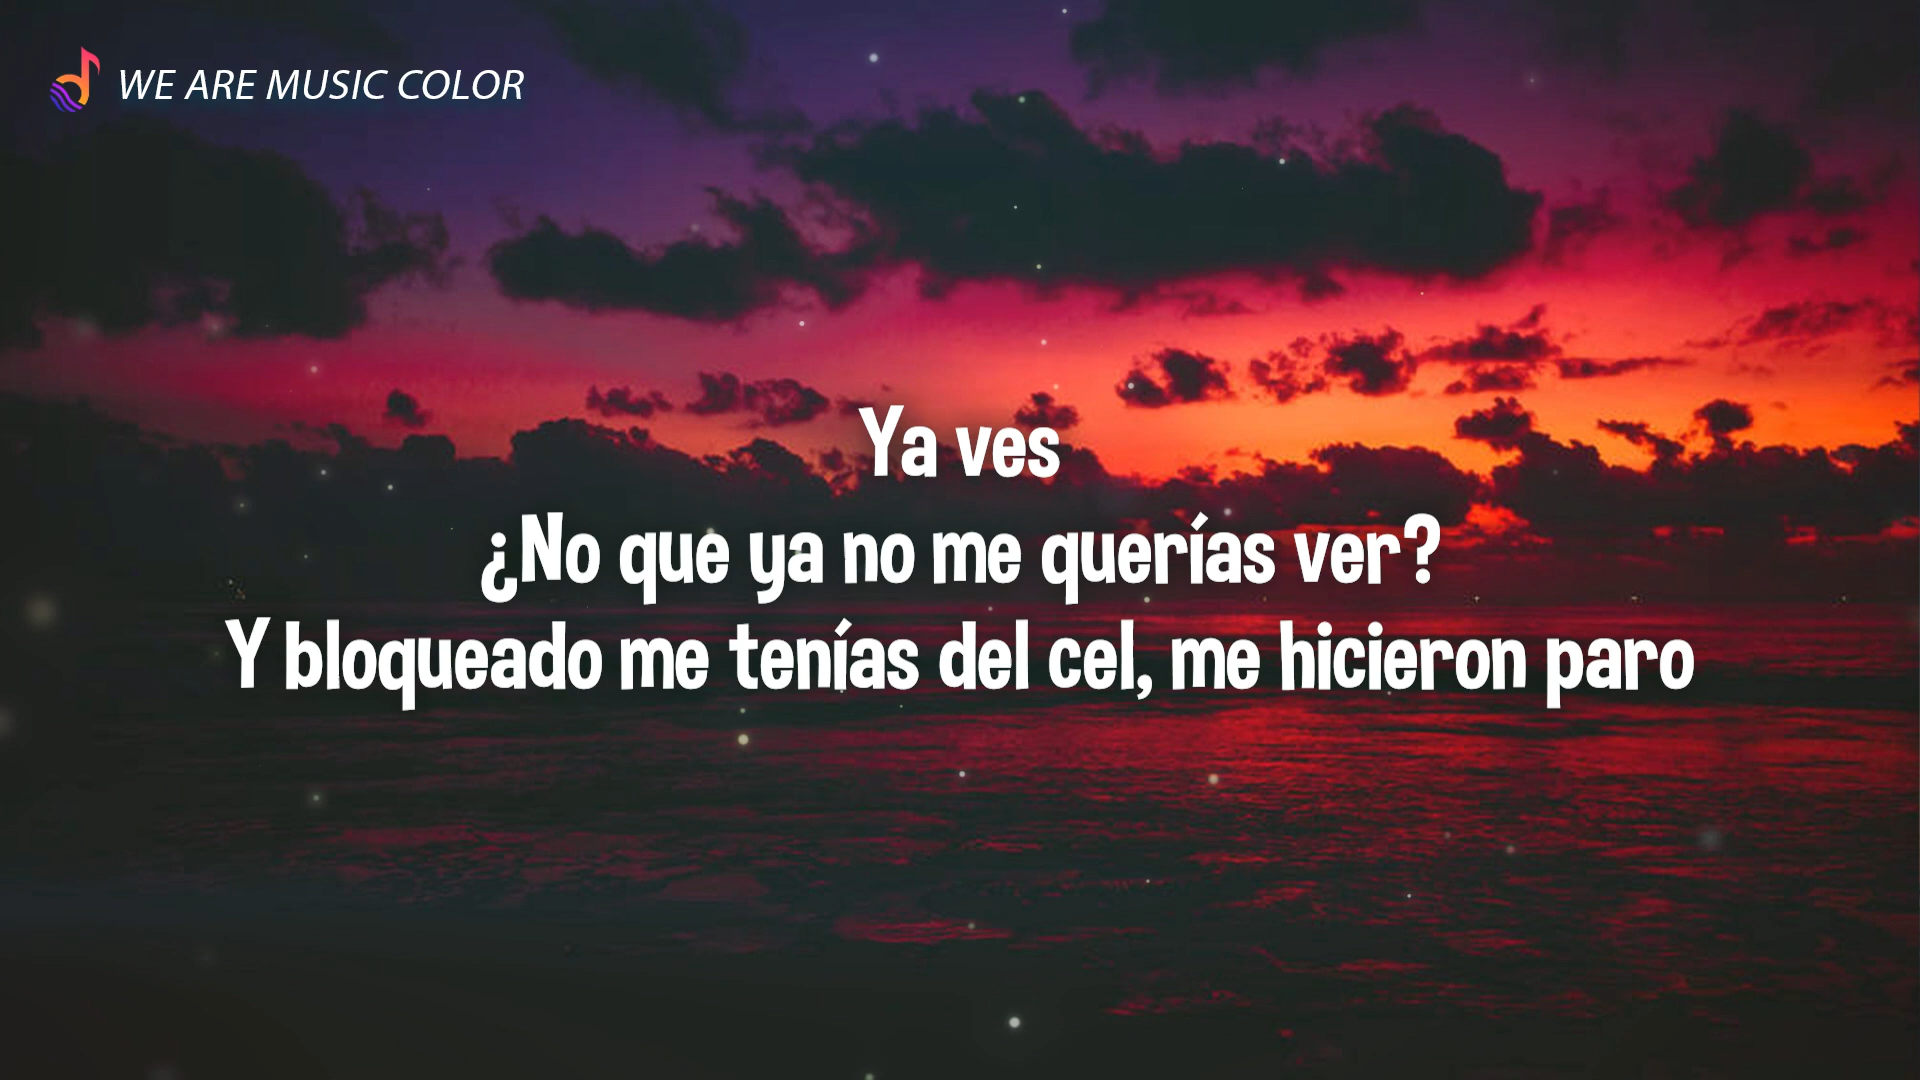 WE ARE MUSIC COLOR
Ya ves
¿No que ya no me querías ver?
Y bloqueado me tenías del cel, me hicieron paro